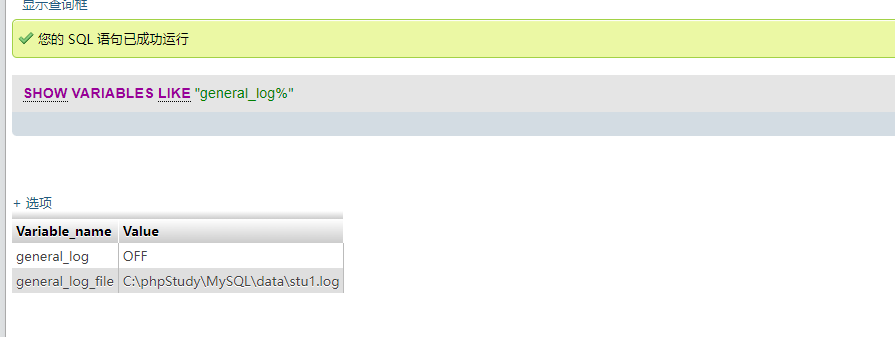 显示查询框
您的 SQL 语句已成功运行
SHOW VARIABLES LIKE "general_log%"
+ 选项
Variable_name Value
general_log OFF
general_log_file C:\phpStudy\MySQL\data\stu1.log